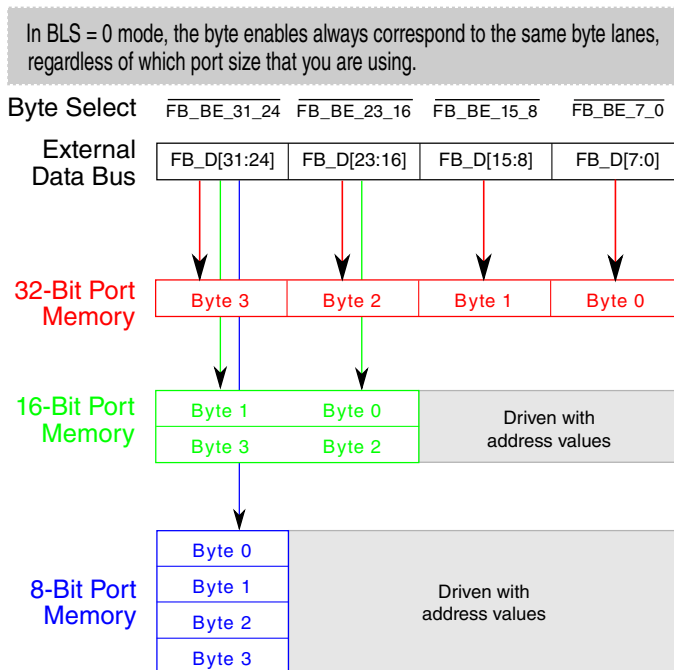 In BLS = 0 mode, the byte enables always correspond to the same byte lanes,
regardless of which port size that you are using.
Byte Select FB_BE_31_24 FB_BE_23_16 FB_BE_15_8 FB_BE_7_0
External
Data Bus
FB_D[31:24] FB_D[23:16] FB_D[15:8] FB_D[7:0]
32-Bit Port
Memory
Byte 3 Byte 2 Byte 1 Byte 0
16-Bit Port
Memory
Byte 1 Byte 0
Byte 3 Byte 2
Driven with
address values
8-Bit Port
Memory
Byte 0
Byte 1
Byte 2
Byte 3
Driven with
address values